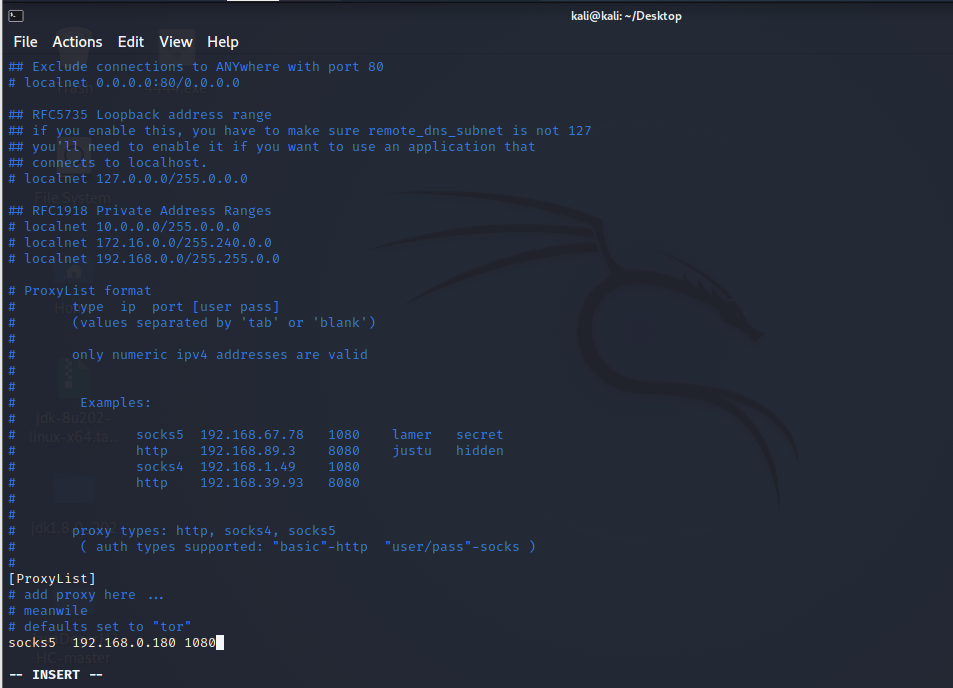 kali@kali: ~/Desktop
File Actions Edit View Help
## Exclude connections to ANYwhere with port 80
# localnet 0.0.0.0:80/0.0.0.0
## RFC5735 Loopback address range
## if you enable this, you have to make sure remote_dns_subnet is not 127
## you'll need to enable it if you want to use an application that
## connects to localhost.
# localnet 127.0.0.0/255.0.0.0
File System
## RFC1918 Private Address Ranges
# localnet 10.0.0.0/255.0.0.0
# localnet 172.16.0.0/255.240.0.0
# localnet 192.168.0.0/255.255.0.0
# ProxyList format
#       type  ip  port [user pass]
#       (values separated by 'tab' or 'blank')
#
#       only numeric ipv4 addresses are valid
#
#
#        Examples:
#
jdk-8u202-
#               socks5  192.168.67.78   1080    lamer   secret
linux-x64.ta...
#               http    192.168.89.3    8080    justu   hidden
#               socks4  192.168.1.49    1080
#               http    192.168.39.93   8080
#
#
#       proxy types: http, socks4, socks5
#        ( auth types supported: "basic"-http  "user/pass"-socks )
#
[ProxyList]
# add proxy here ...
# meanwile
# defaults set to "tor"
socks5  192.168.0.180 1080
HC-master
-- INSERT --